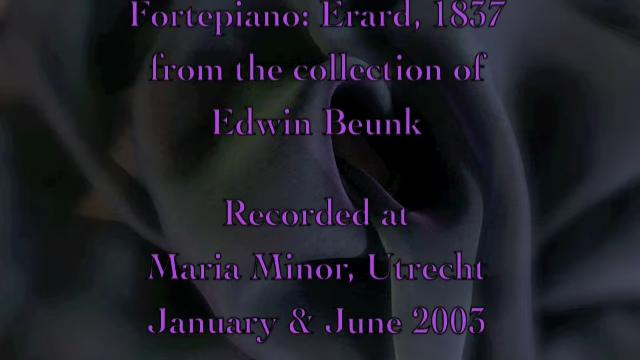 Fortepiano: Erard, 1837
from the collection of
Edwin Beunk
Recorded at
Maria Minor, Utrecht
January & June 2003